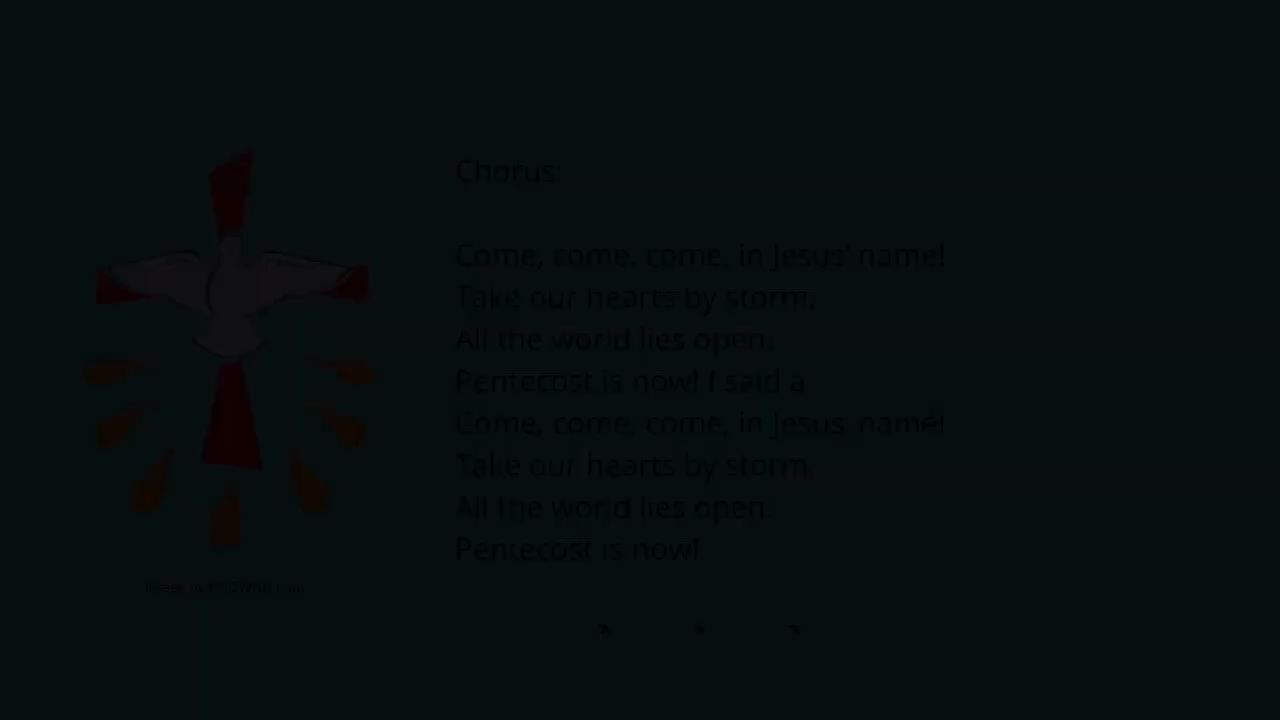 Chorus:
Come, come, come, in Jesus' name!
Take our hearts by storm,
All the world lies open.
Pentecost is now! I said a
Come, come, come, in Jesus' name!
Take our hearts by storm,
All the world lies open.
Pentecost is now!